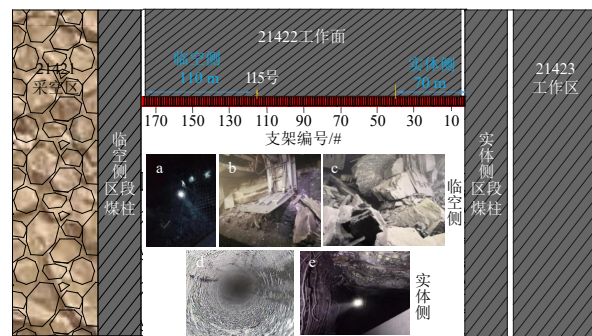 21422工作面
临空侧
110 m
115号
实体侧
70 m
21421
采空区
21423
工作区
170 150 130 110 90 70 50 30 10
支架编号/#
临空侧
区段
煤柱
实体侧
区段
煤柱
a
b
c
临空侧
d
e
实体侧